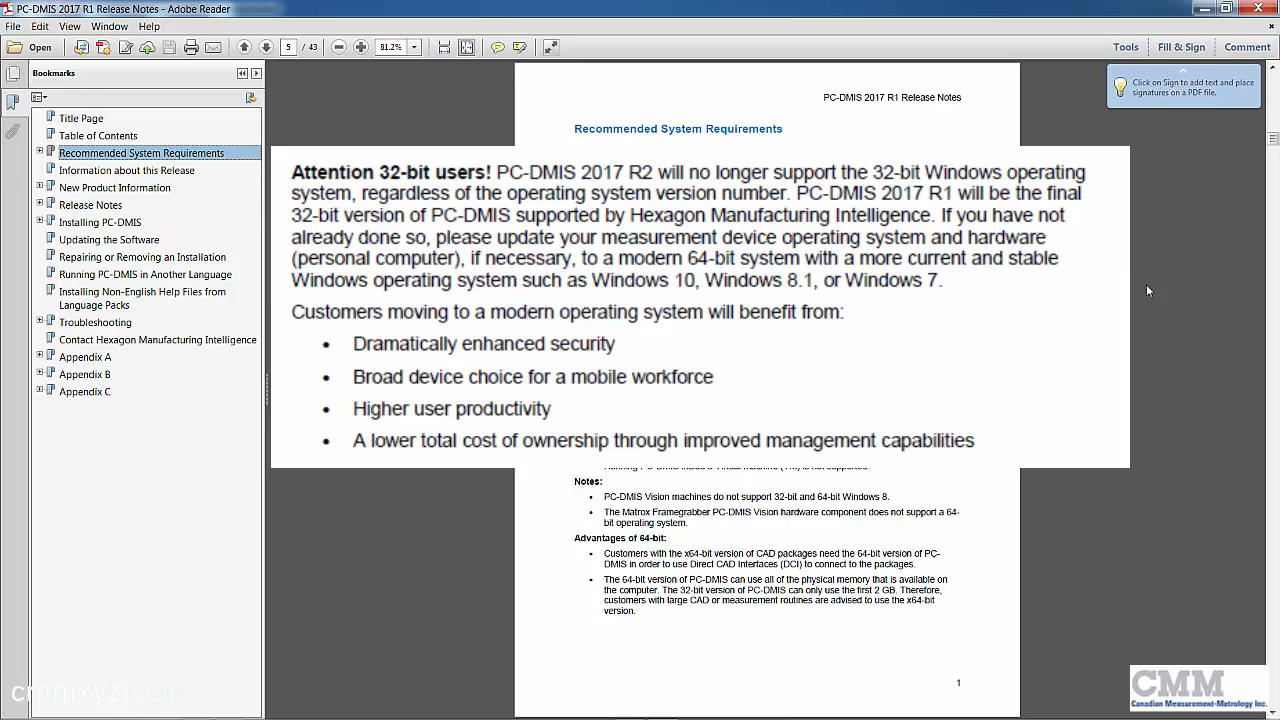 PC-DMIS 2017 R1 Release Notes - Adobe Reader
File Edit View Window Help
Open 5 / 43 81.2% Tools Fill & Sign Comment
Bookmarks
Title Page
Table of Contents
Recommended System Requirements
Information about this Release
New Product Information
Release Notes
Installing PC-DMIS
Updating the Software
Repairing or Removing an Installation
Running PC-DMIS in Another Language
Installing Non-English Help Files from
Language Packs
Troubleshooting
Contact Hexagon Manufacturing Intelligence
Appendix A
Appendix B
Appendix C
Click on Sign to add text and place
signatures on a PDF file.
PC-DMIS 2017 R1 Release Notes
Recommended System Requirements
Attention 32-bit users! PC-DMIS 2017 R2 will no longer support the 32-bit Windows operating
system, regardless of the operating system version number. PC-DMIS 2017 R1 will be the final
32-bit version of PC-DMIS supported by Hexagon Manufacturing Intelligence. If you have not
already done so, please update your measurement device operating system and hardware
(personal computer), if necessary, to a modern 64-bit system with a more current and stable
Windows operating system such as Windows 10, Windows 8.1, or Windows 7.
Customers moving to a modern operating system will benefit from:
• Dramatically enhanced security
• Broad device choice for a mobile workforce
• Higher user productivity
• A lower total cost of ownership through improved management capabilities
Running PC-DMIS inside a Virtual Machine (VM) is not supported.
Notes:
• PC-DMIS Vision machines do not support 32-bit and 64-bit Windows 8.
• The Matrox Framegrabber PC-DMIS Vision hardware component does not support a 64-
bit operating system.
Advantages of 64-bit:
• Customers with the x64-bit version of CAD packages need the 64-bit version of PC-
DMIS in order to use Direct CAD Interfaces (DCI) to connect to the packages.
• The 64-bit version of PC-DMIS can use all of the physical memory that is available on
the computer. The 32-bit version of PC-DMIS can only use the first 2 GB. Therefore,
customers with large CAD or measurement routines are advised to use the x64-bit
version.
1
cmmxyz.com
CMM
Canadian Measurement-Metrology Inc.